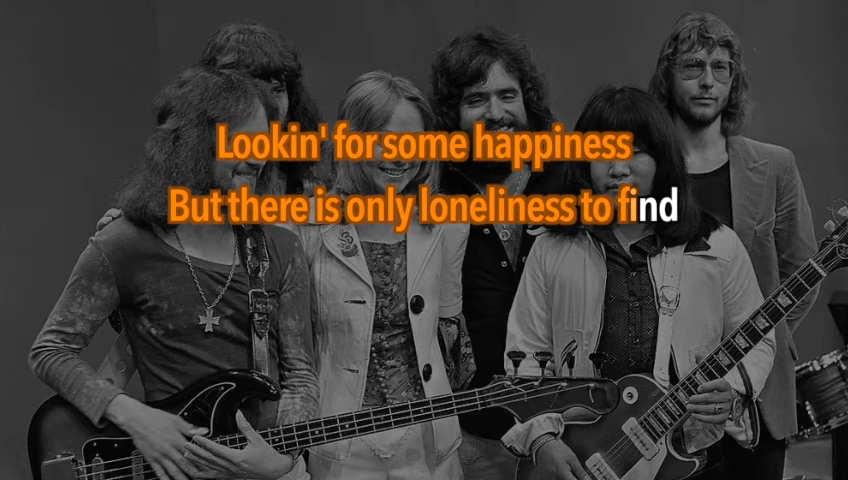 Lookin' for some happiness
But there is only loneliness to find